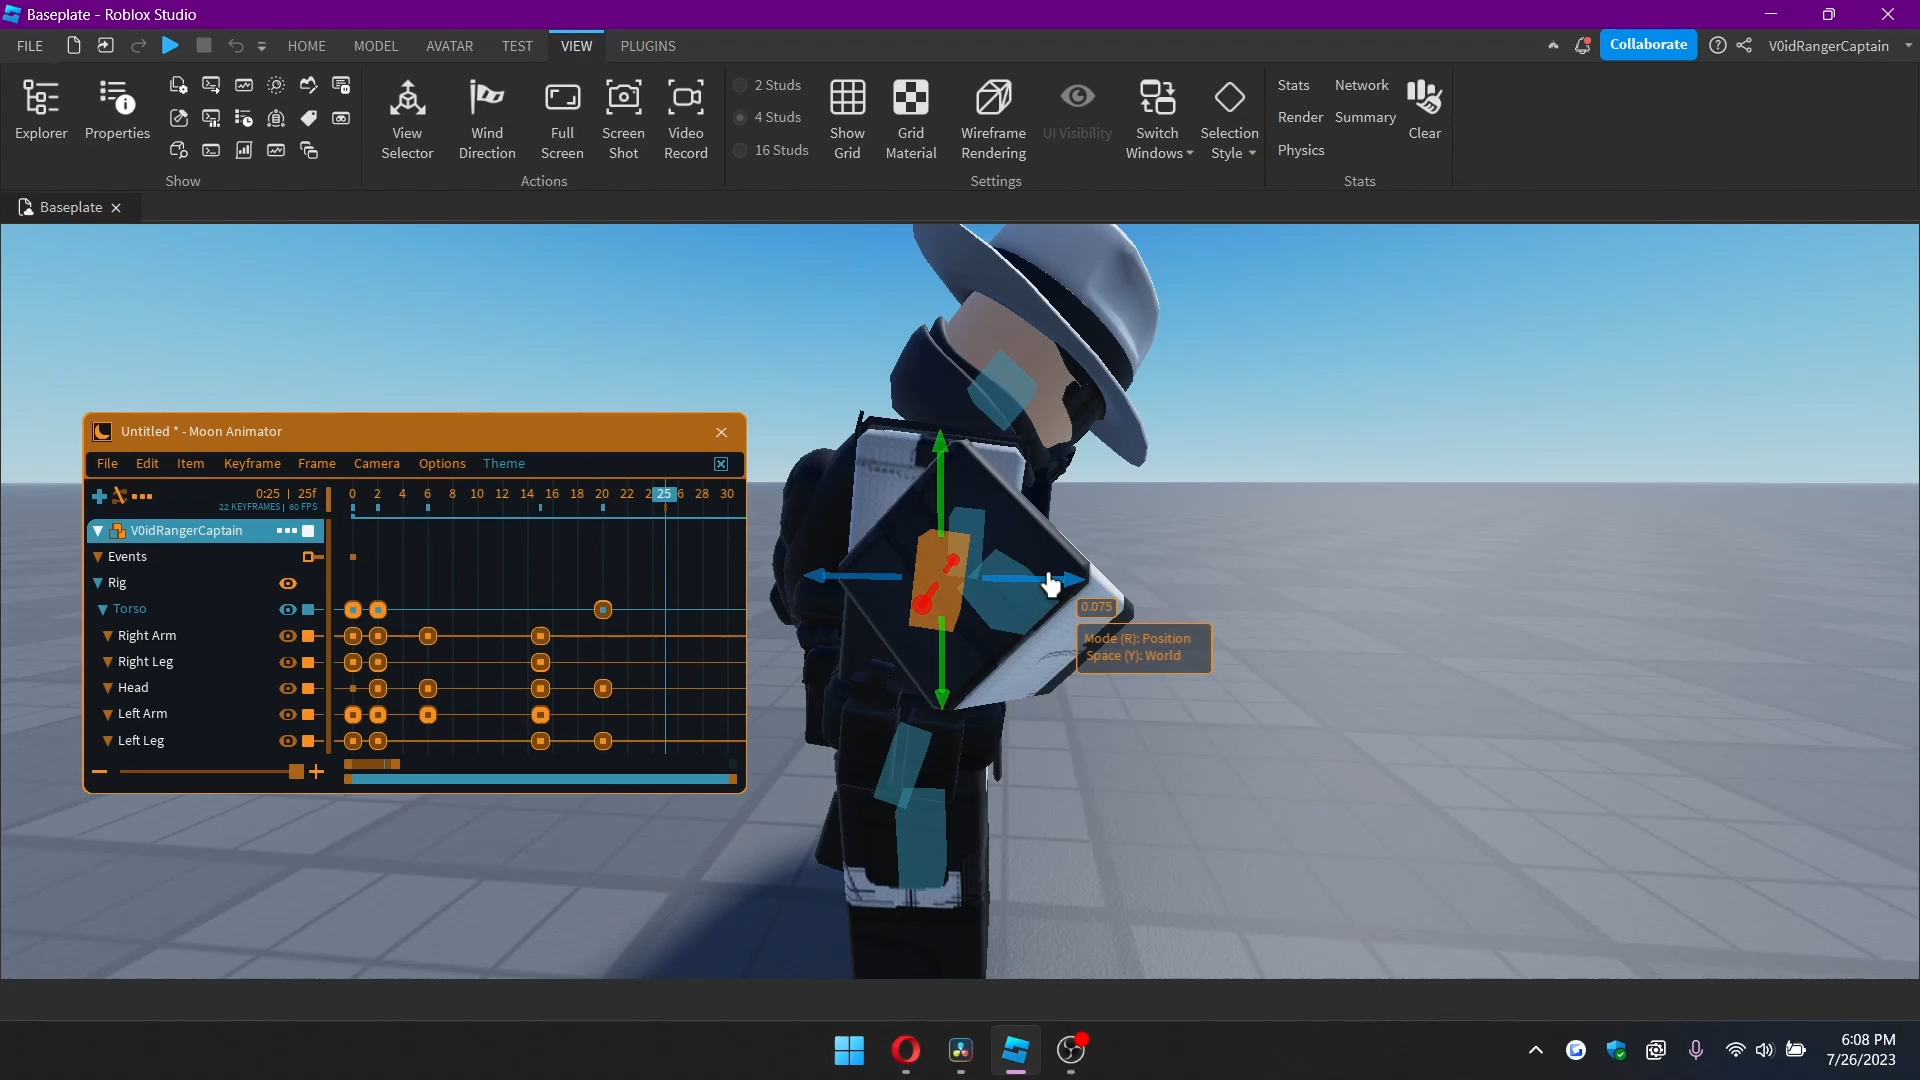 Baseplate - Roblox Studio
FILE
HOME
MODEL
AVATAR
TEST
VIEW
PLUGINS
Collaborate
V0idRangerCaptain
Explorer
Properties
Show
View
Selector
Wind
Direction
Full
Screen
Screen
Shot
Video
Record
Actions
2 Studs
4 Studs
16 Studs
Show
Grid
Grid
Material
Wireframe
Rendering
UI Visibility
Switch
Windows
Selection
Style
Settings
Stats Network
Render Summary
Physics
Clear
Stats
Baseplate
Untitled * - Moon Animator
File Edit Item Keyframe Frame Camera Options Theme
0:25 | 25f
22 KEYFRAMES | 60 FPS
0 2 4 6 8 10 12 14 16 18 20 22 2 25 6 28 30
V0idRangerCaptain
Events
Rig
Torso
Right Arm
Right Leg
Head
Left Arm
Left Leg
0.075
Mode (R): Position
Space (Y): World
6:08 PM
7/26/2023